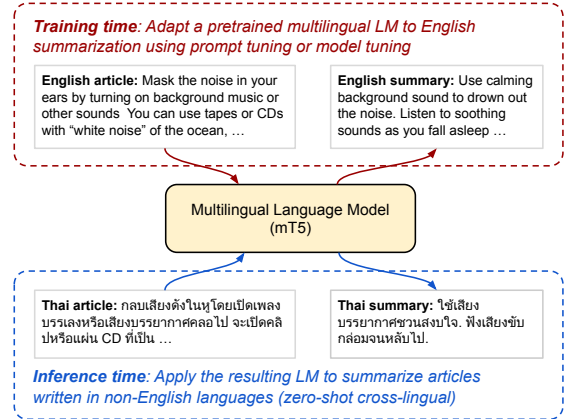 Training time: Adapt a pretrained multilingual LM to English
summarization using prompt tuning or model tuning
English article: Mask the noise in your
ears by turning on background music or
other sounds  You can use tapes or CDs
with “white noise” of the ocean, …
English summary: Use calming
background sound to drown out
the noise. Listen to soothing
sounds as you fall asleep …
Multilingual Language Model
(mT5)
Thai article: กลบเสียงดังในหูโดยเปิดเพลง
บรรเลงหรือเสียงบรรยากาศคลอไป จะเปิดคลิ
ปหรือแผ่น CD ที่เป็น …
Thai summary: ใช้เสียง
บรรยากาศชวนสงบใจ. ฟังเสียงขับ
กล่อมจนหลับไป.
Inference time: Apply the resulting LM to summarize articles
written in non-English languages (zero-shot cross-lingual)